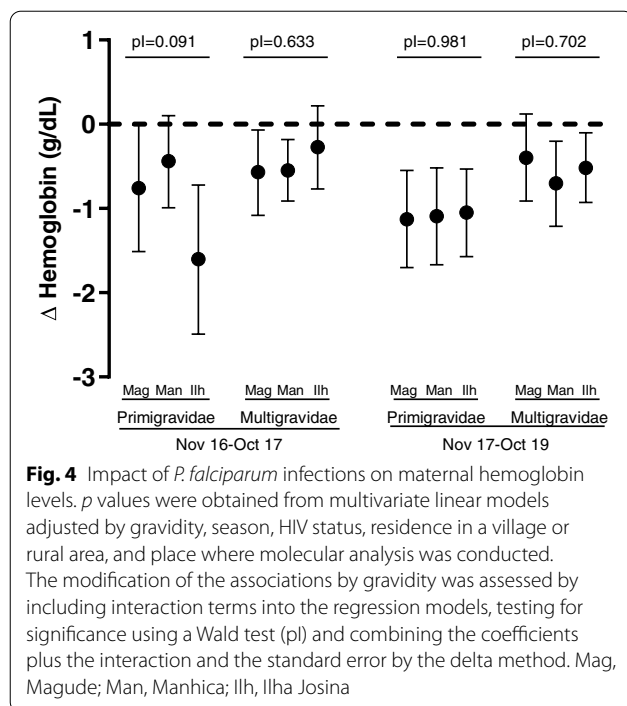 pI=0.091 pI=0.633 pI=0.981 pI=0.702
1
0
-1
-2
-3
Δ Hemoglobin (g/dL)
Mag Man Ilh Mag Man Ilh Mag Man Ilh Mag Man Ilh
Primigravidae Multigravidae Primigravidae Multigravidae
Nov 16-Oct 17 Nov 17-Oct 19
Fig. 4 Impact of P. falciparum infections on maternal hemoglobin
levels. p values were obtained from multivariate linear models
adjusted by gravidity, season, HIV status, residence in a village or
rural area, and place where molecular analysis was conducted.
The modification of the associations by gravidity was assessed by
including interaction terms into the regression models, testing for
significance using a Wald test (pI) and combining the coefficients
plus the interaction and the standard error by the delta method. Mag,
Magude; Man, Manhica; Ilh, Ilha Josina